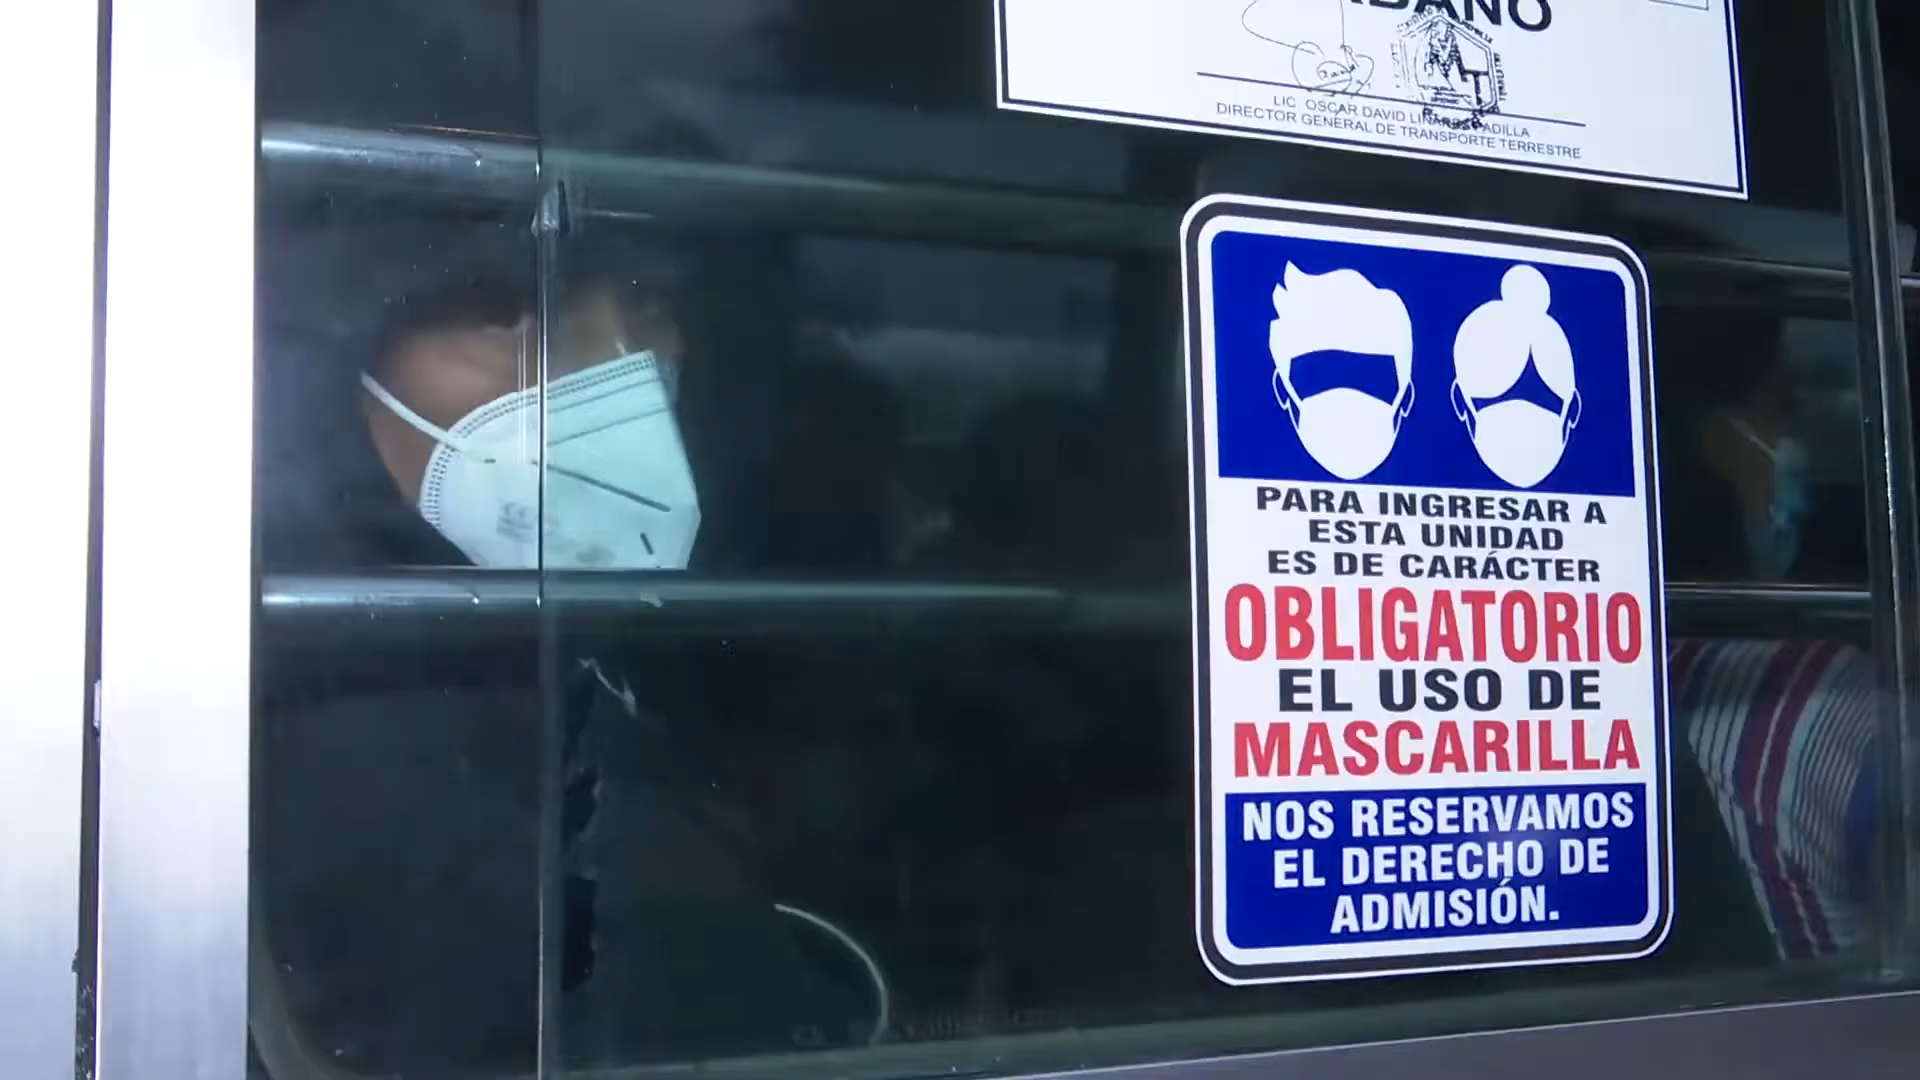 LIC OSCAR DAVID LINARES PADILLA
DIRECTOR GENERAL DE TRANSPORTE TERRESTRE
PARA INGRESAR A
ESTA UNIDAD
ES DE CARÁCTER
OBLIGATORIO
EL USO DE
MASCARILLA
NOS RESERVAMOS
EL DERECHO DE
ADMISIÓN.